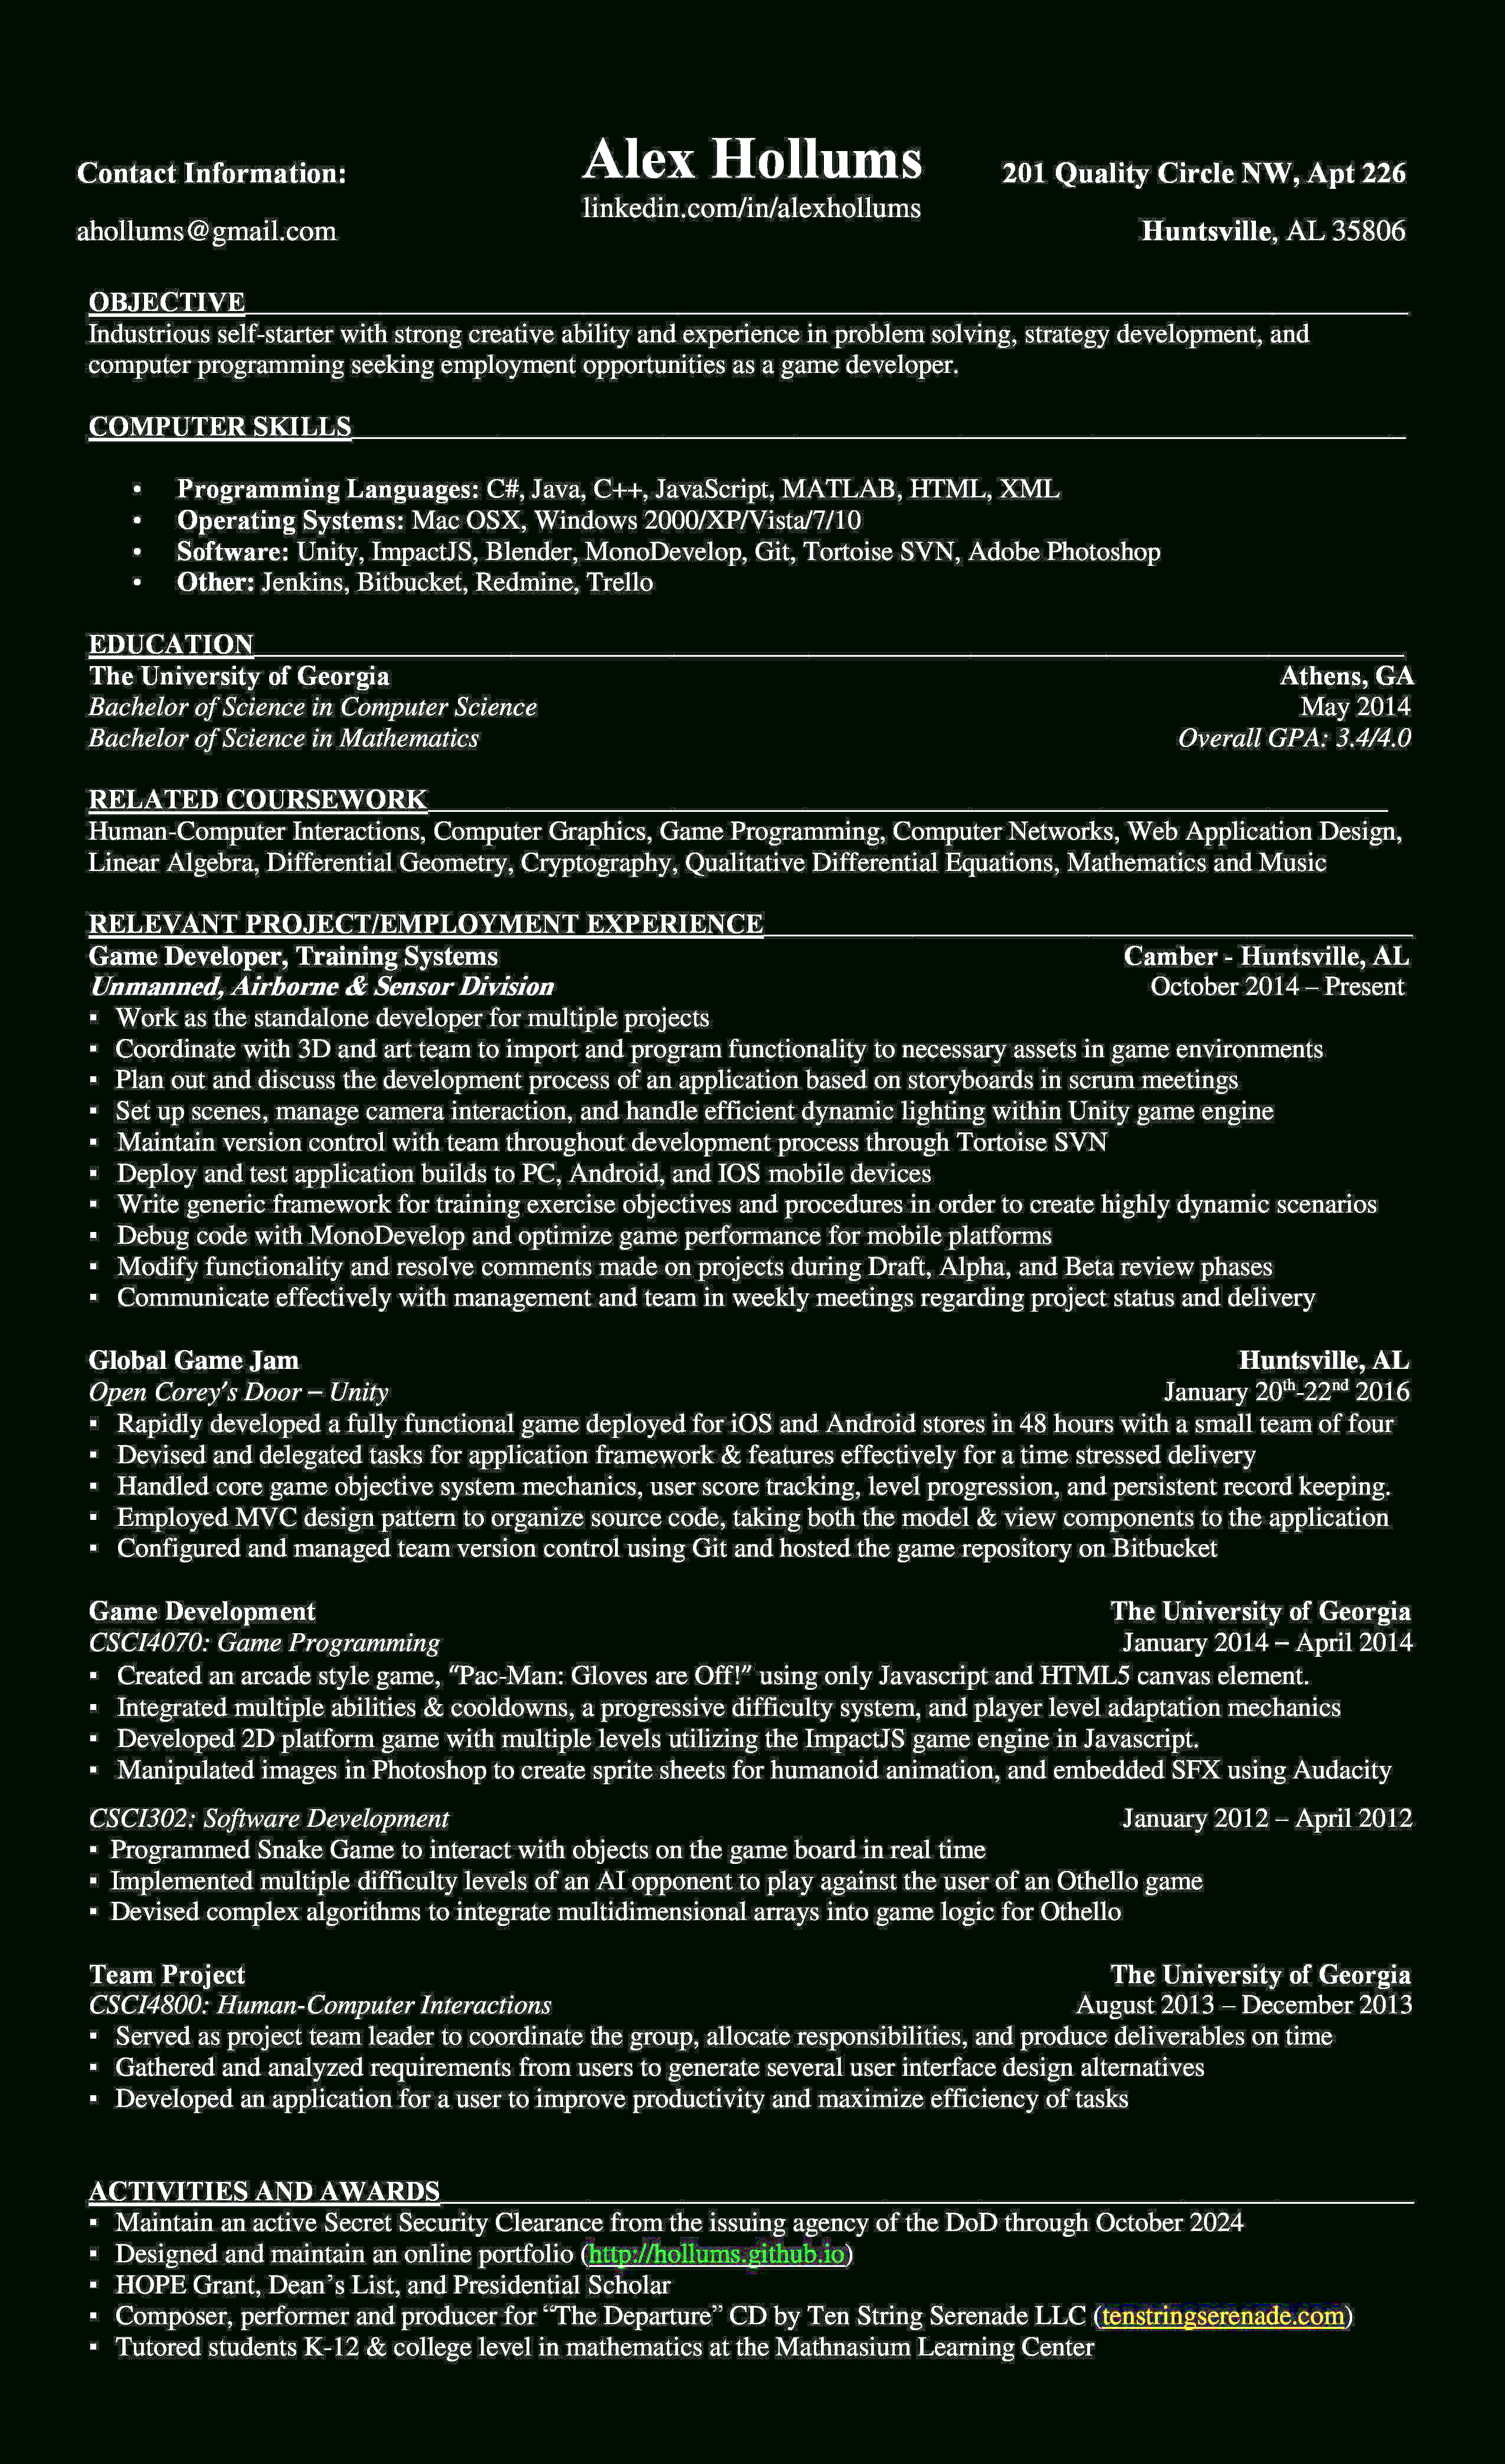 Alex Hollums
Contact Information:
201 Quality Circle NW, Apt 226
linkedin.com/in/alexhollums
ahollums@gmail.com
Huntsville, AL 35806
OBJECTIVE
Industrious self-starter with strong creative ability and experience in problem solving, strategy development, and
computer programming seeking employment opportunities as a game developer.
COMPUTER SKILLS
• Programming Languages: C#, Java, C++, JavaScript, MATLAB, HTML, XML
• Operating Systems: Mac OSX, Windows 2000/XP/Vista/7/10
• Software: Unity, ImpactJS, Blender, MonoDevelop, Git, Tortoise SVN, Adobe Photoshop
• Other: Jenkins, Bitbucket, Redmine, Trello
EDUCATION
The University of Georgia Athens, GA
Bachelor of Science in Computer Science May 2014
Bachelor of Science in Mathematics Overall GPA: 3.4/4.0
RELATED COURSEWORK
Human-Computer Interactions, Computer Graphics, Game Programming, Computer Networks, Web Application Design,
Linear Algebra, Differential Geometry, Cryptography, Qualitative Differential Equations, Mathematics and Music
RELEVANT PROJECT/EMPLOYMENT EXPERIENCE
Game Developer, Training Systems Camber - Huntsville, AL
Unmanned, Airborne & Sensor Division October 2014 – Present
▪ Work as the standalone developer for multiple projects
▪ Coordinate with 3D and art team to import and program functionality to necessary assets in game environments
▪ Plan out and discuss the development process of an application based on storyboards in scrum meetings
▪ Set up scenes, manage camera interaction, and handle efficient dynamic lighting within Unity game engine
▪ Maintain version control with team throughout development process through Tortoise SVN
▪ Deploy and test application builds to PC, Android, and IOS mobile devices
▪ Write generic framework for training exercise objectives and procedures in order to create highly dynamic scenarios
▪ Debug code with MonoDevelop and optimize game performance for mobile platforms
▪ Modify functionality and resolve comments made on projects during Draft, Alpha, and Beta review phases
▪ Communicate effectively with management and team in weekly meetings regarding project status and delivery
Global Game Jam Huntsville, AL
Open Corey's Door – Unity January 20th-22nd 2016
▪ Rapidly developed a fully functional game deployed for iOS and Android stores in 48 hours with a small team of four
▪ Devised and delegated tasks for application framework & features effectively for a time stressed delivery
▪ Handled core game objective system mechanics, user score tracking, level progression, and persistent record keeping.
▪ Employed MVC design pattern to organize source code, taking both the model & view components to the application
▪ Configured and managed team version control using Git and hosted the game repository on Bitbucket
Game Development The University of Georgia
CSCI4070: Game Programming January 2014 – April 2014
▪ Created an arcade style game, “Pac-Man: Gloves are Off!” using only Javascript and HTML5 canvas element.
▪ Integrated multiple abilities & cooldowns, a progressive difficulty system, and player level adaptation mechanics
▪ Developed 2D platform game with multiple levels utilizing the ImpactJS game engine in Javascript.
▪ Manipulated images in Photoshop to create sprite sheets for humanoid animation, and embedded SFX using Audacity
CSCI302: Software Development January 2012 – April 2012
▪ Programmed Snake Game to interact with objects on the game board in real time
▪ Implemented multiple difficulty levels of an AI opponent to play against the user of an Othello game
▪ Devised complex algorithms to integrate multidimensional arrays into game logic for Othello
Team Project The University of Georgia
CSCI4800: Human-Computer Interactions August 2013 – December 2013
▪ Served as project team leader to coordinate the group, allocate responsibilities, and produce deliverables on time
▪ Gathered and analyzed requirements from users to generate several user interface design alternatives
▪ Developed an application for a user to improve productivity and maximize efficiency of tasks
ACTIVITIES AND AWARDS
▪ Maintain an active Secret Security Clearance from the issuing agency of the DoD through October 2024
▪ Designed and maintain an online portfolio (http://hollums.github.io)
▪ HOPE Grant, Dean’s List, and Presidential Scholar
▪ Composer, performer and producer for “The Departure” CD by Ten String Serenade LLC (tenstringserenade.com)
▪ Tutored students K-12 & college level in mathematics at the Mathnasium Learning Center